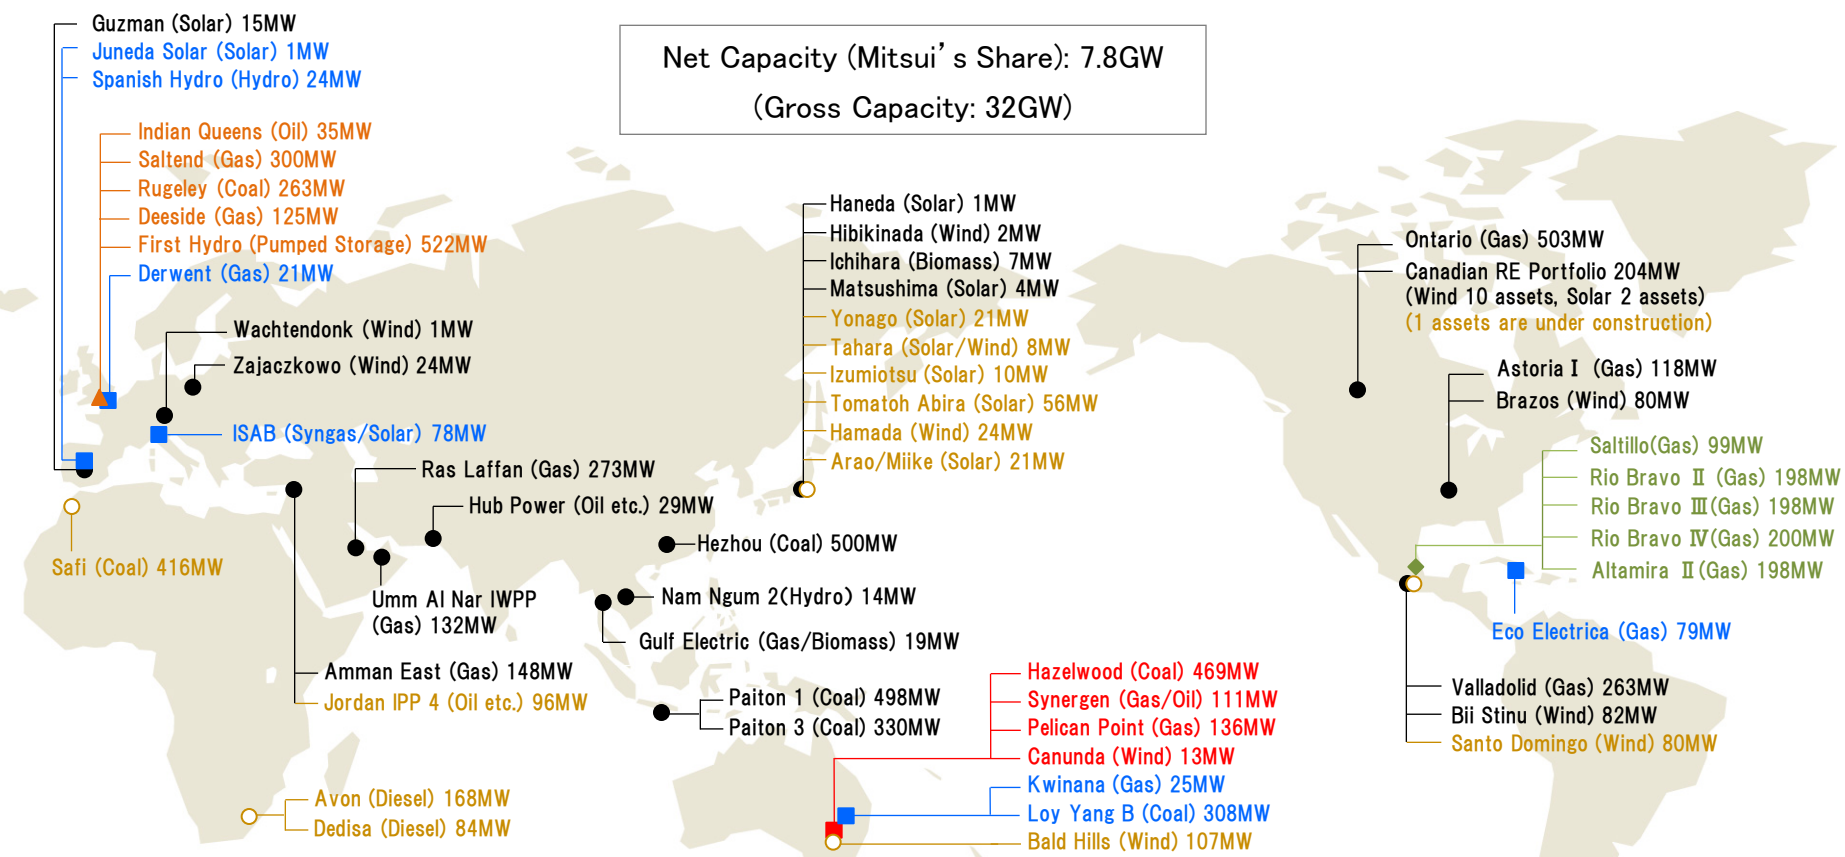 Guzman (Solar) 15MW
Juneda Solar (Solar) 1MW
Spanish Hydro (Hydro) 24MW
Net Capacity (Mitsui’s Share): 7.8GW
(Gross Capacity: 32GW)
Indian Queens (Oil) 35MW
Saltend (Gas) 300MW
Rugeley (Coal) 263MW
Deeside (Gas) 125MW
First Hydro (Pumped Storage) 522MW
Derwent (Gas) 21MW
Wachtendonk (Wind) 1MW
Zajaczkowo (Wind) 24MW
ISAB (Syngas/Solar) 78MW
Ras Laffan (Gas) 273MW
Hub Power (Oil etc.) 29MW
Safi (Coal) 416MW
Umm Al Nar IWPP
(Gas) 132MW
Amman East (Gas) 148MW
Jordan IPP 4 (Oil etc.) 96MW
Avon (Diesel) 168MW
Dedisa (Diesel) 84MW
Haneda (Solar) 1MW
Hibikinada (Wind) 2MW
Ichihara (Biomass) 7MW
Matsushima (Solar) 4MW
Yonago (Solar) 21MW
Tahara (Solar/Wind) 8MW
Izumiotsu (Solar) 10MW
Tomatoh Abira (Solar) 56MW
Hamada (Wind) 24MW
Arao/Miike (Solar) 21MW
Hezhou (Coal) 500MW
Nam Ngum 2(Hydro) 14MW
Gulf Electric (Gas/Biomass) 19MW
Paiton 1 (Coal) 498MW
Paiton 3 (Coal) 330MW
Hazelwood (Coal) 469MW
Synergen (Gas/Oil) 111MW
Pelican Point (Gas) 136MW
Canunda (Wind) 13MW
Kwinana (Gas) 25MW
Loy Yang B (Coal) 308MW
Bald Hills (Wind) 107MW
Ontario (Gas) 503MW
Canadian RE Portfolio 204MW
(Wind 10 assets, Solar 2 assets)
(1 assets are under construction)
Astoria I (Gas) 118MW
Brazos (Wind) 80MW
Saltillo(Gas) 99MW
Rio Bravo Ⅱ (Gas) 198MW
Rio Bravo Ⅲ(Gas) 198MW
Rio Bravo Ⅳ(Gas) 200MW
Altamira Ⅱ(Gas) 198MW
Eco Electrica (Gas) 79MW
Valladolid (Gas) 263MW
Bii Stinu (Wind) 82MW
Santo Domingo (Wind) 80MW